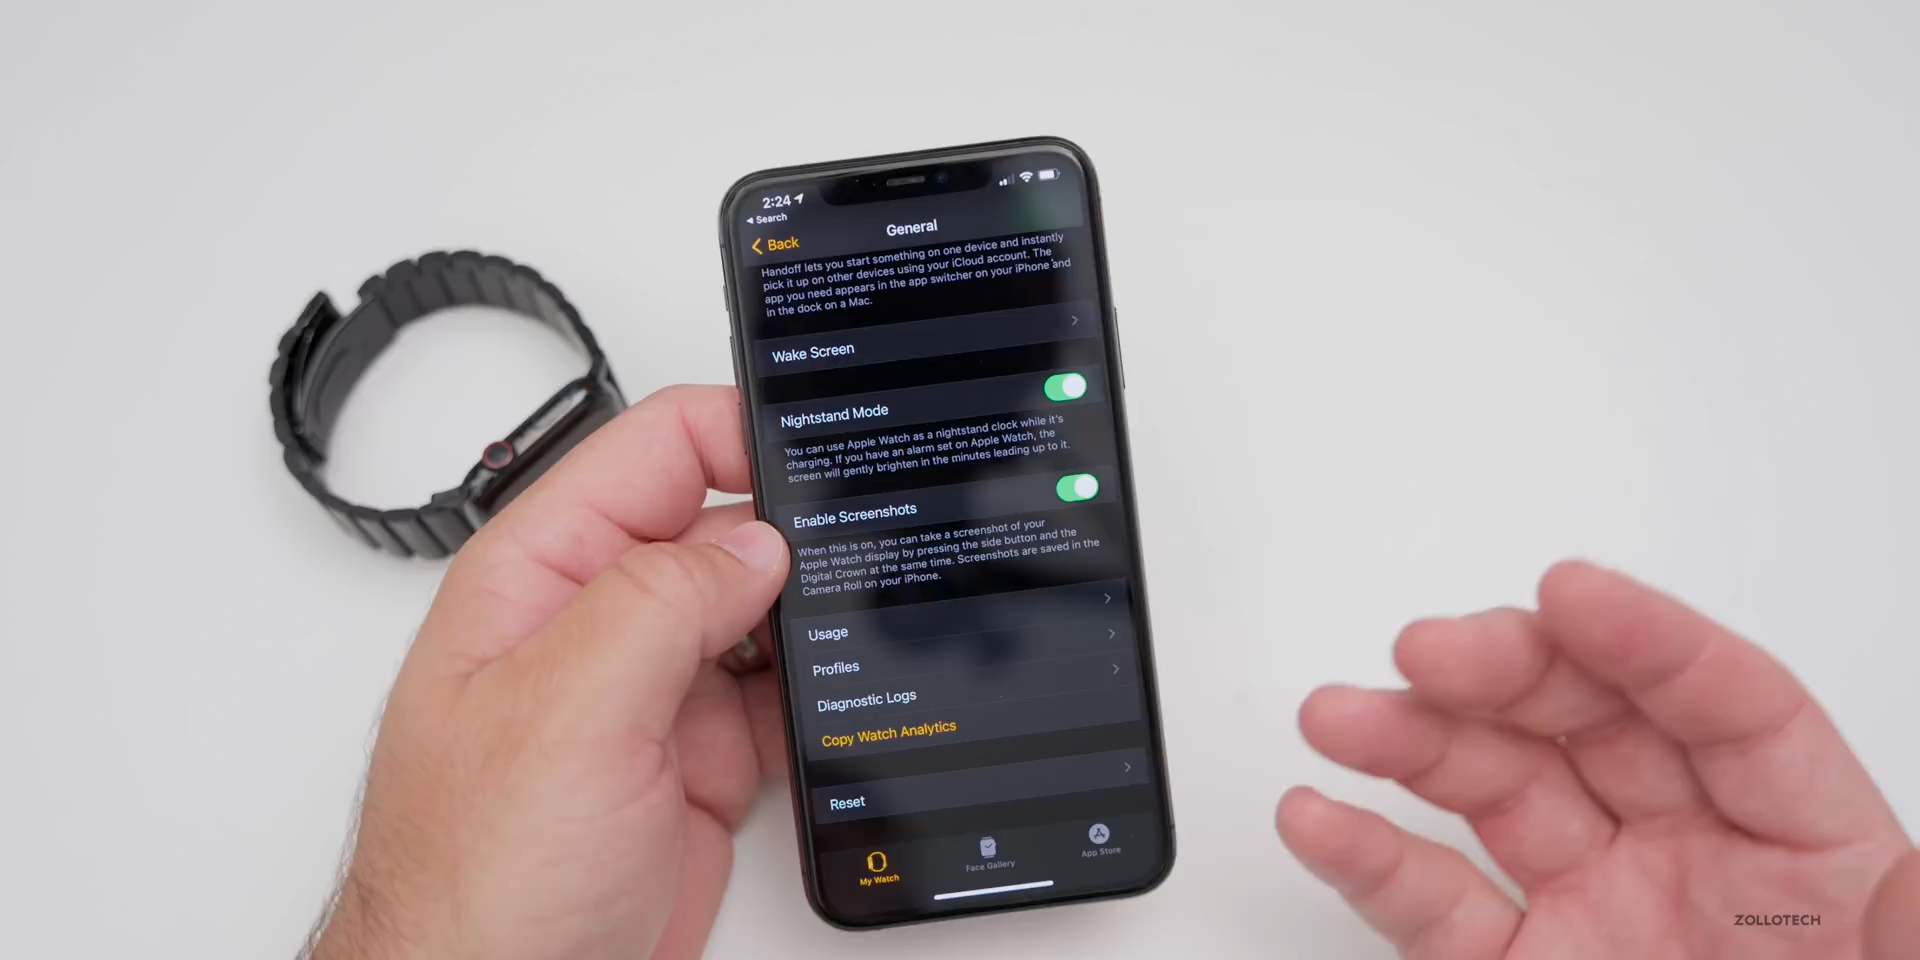 2:24
Search
Back
General
Handoff lets you start something on one device and instantly
pick it up on other devices using your iCloud account. The
app you need appears in the app switcher on your iPhone and
in the dock on a Mac.
Wake Screen
Nightstand Mode
You can use Apple Watch as a nightstand clock while it's
charging. If you have an alarm set on Apple Watch, the
screen will gently brighten in the minutes leading up to it.
Enable Screenshots
When this is on, you can take a screenshot of your
Apple Watch display by pressing the side button and the
Digital Crown at the same time. Screenshots are saved in the
Camera Roll on your iPhone.
Usage
Profiles
Diagnostic Logs
Copy Watch Analytics
Reset
My Watch
Face Gallery
App Store
ZOLLOTECH